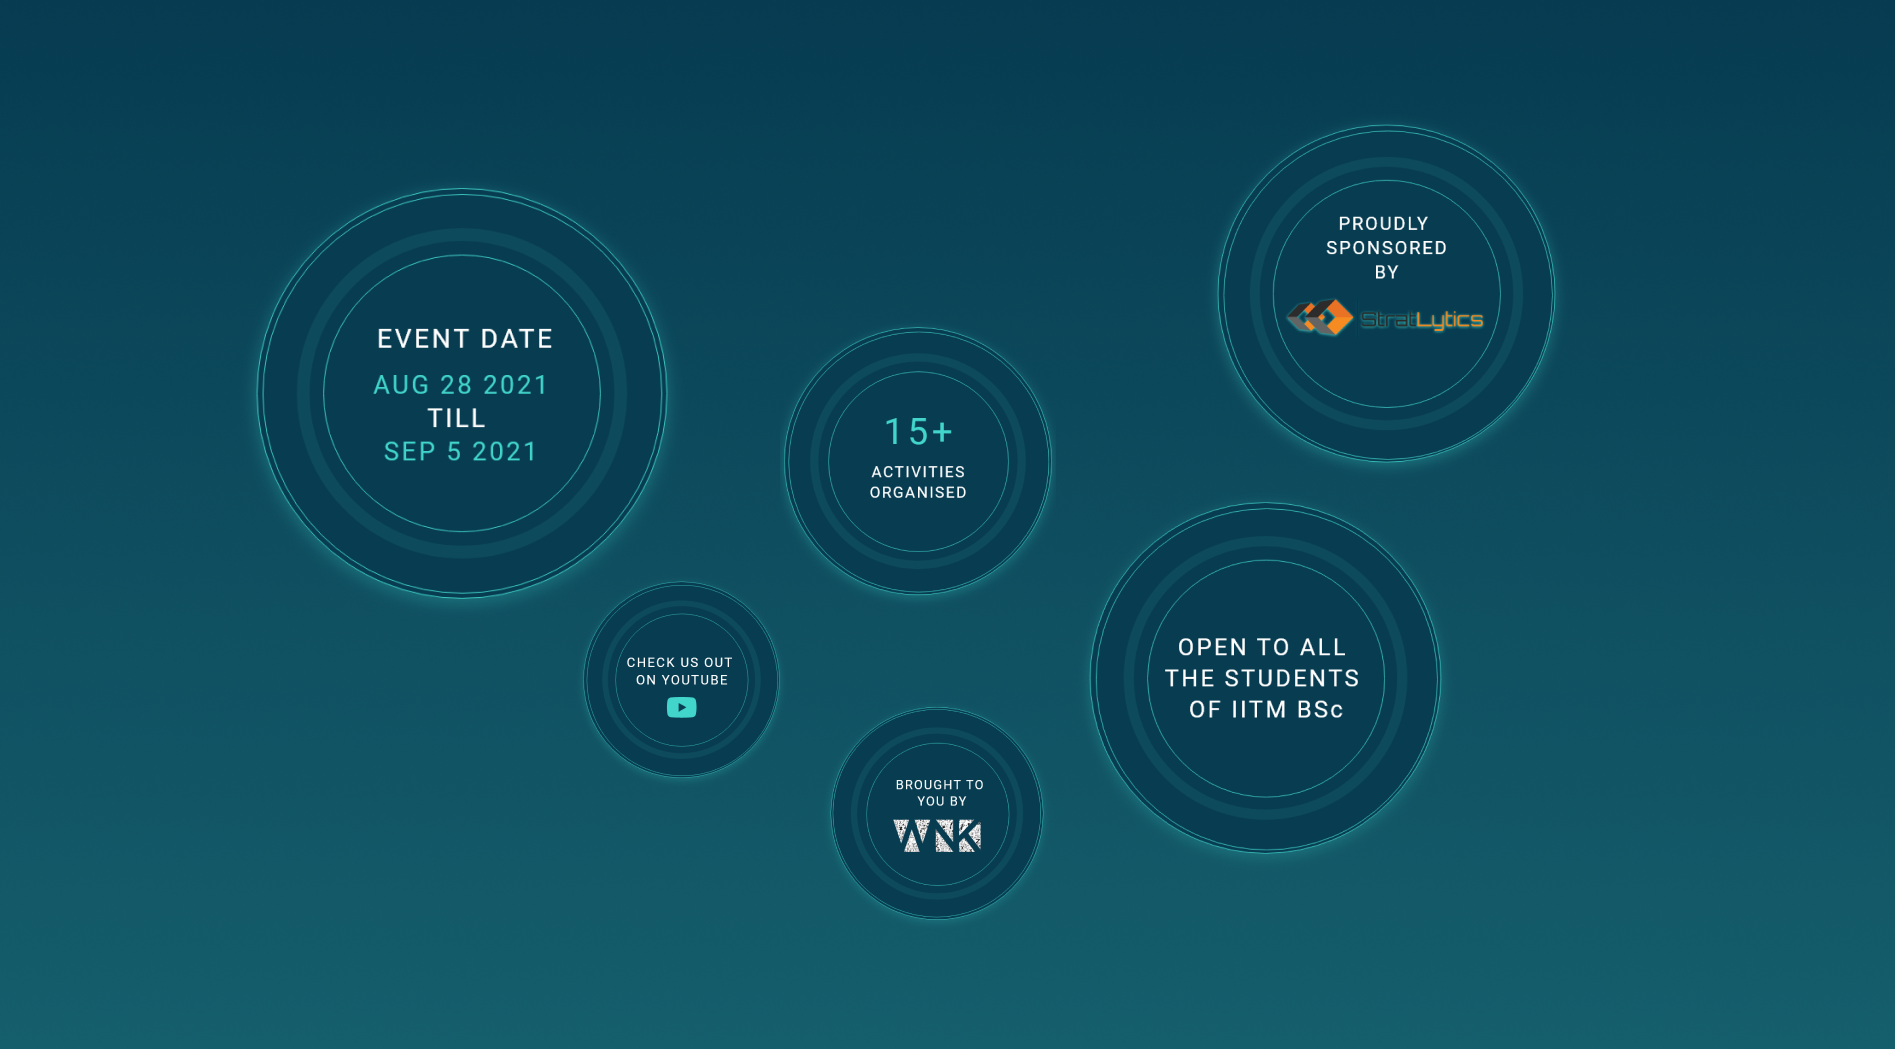 EVENT DATE
AUG 28 2021
TILL
SEP 5 2021
15+
ACTIVITIES
ORGANISED
PROUDLY
SPONSORED
BY
StratLytics
CHECK US OUT
ON YOUTUBE
BROUGHT TO
YOU BY
WNK
OPEN TO ALL
THE STUDENTS
OF IITM BSc